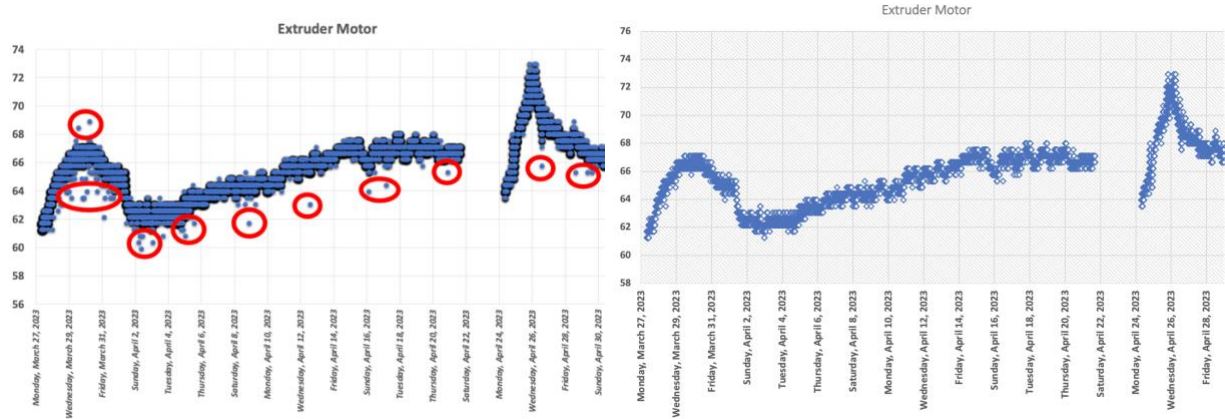 Extruder Motor
74
72
70
68
66
64
62
60
58
56
Monday, March 27, 2023
Wednesday, March 29, 2023
Friday, March 31, 2023
Sunday, April 2, 2023
Tuesday, April 4, 2023
Thursday, April 6, 2023
Saturday, April 8, 2023
Monday, April 10, 2023
Wednesday, April 12, 2023
Friday, April 14, 2023
Sunday, April 16, 2023
Tuesday, April 18, 2023
Thursday, April 20, 2023
Saturday, April 22, 2023
Monday, April 24, 2023
Wednesday, April 26, 2023
Friday, April 28, 2023
Sunday, April 30, 2023
Extruder Motor
76
74
72
70
68
66
64
62
60
58
Monday, March 27, 2023
Wednesday, March 29, 2023
Friday, March 31, 2023
Sunday, April 2, 2023
Tuesday, April 4, 2023
Thursday, April 6, 2023
Saturday, April 8, 2023
Monday, April 10, 2023
Wednesday, April 12, 2023
Friday, April 14, 2023
Sunday, April 16, 2023
Tuesday, April 18, 2023
Thursday, April 20, 2023
Saturday, April 22, 2023
Monday, April 24, 2023
Wednesday, April 26, 2023
Friday, April 28, 2023